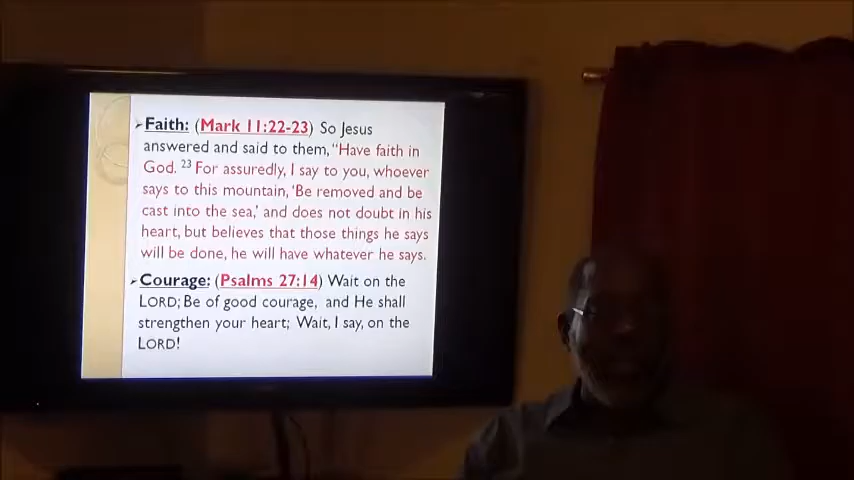 ➢Faith: (Mark 11:22-23) So Jesus
answered and said to them, "Have faith in
God. 23 For assuredly, I say to you, whoever
says to this mountain, 'Be removed and be
cast into the sea,' and does not doubt in his
heart, but believes that those things he says
will be done, he will have whatever he says.
➢Courage: (Psalms 27:14) Wait on the
LORD; Be of good courage, and He shall
strengthen your heart; Wait, I say, on the
LORD!